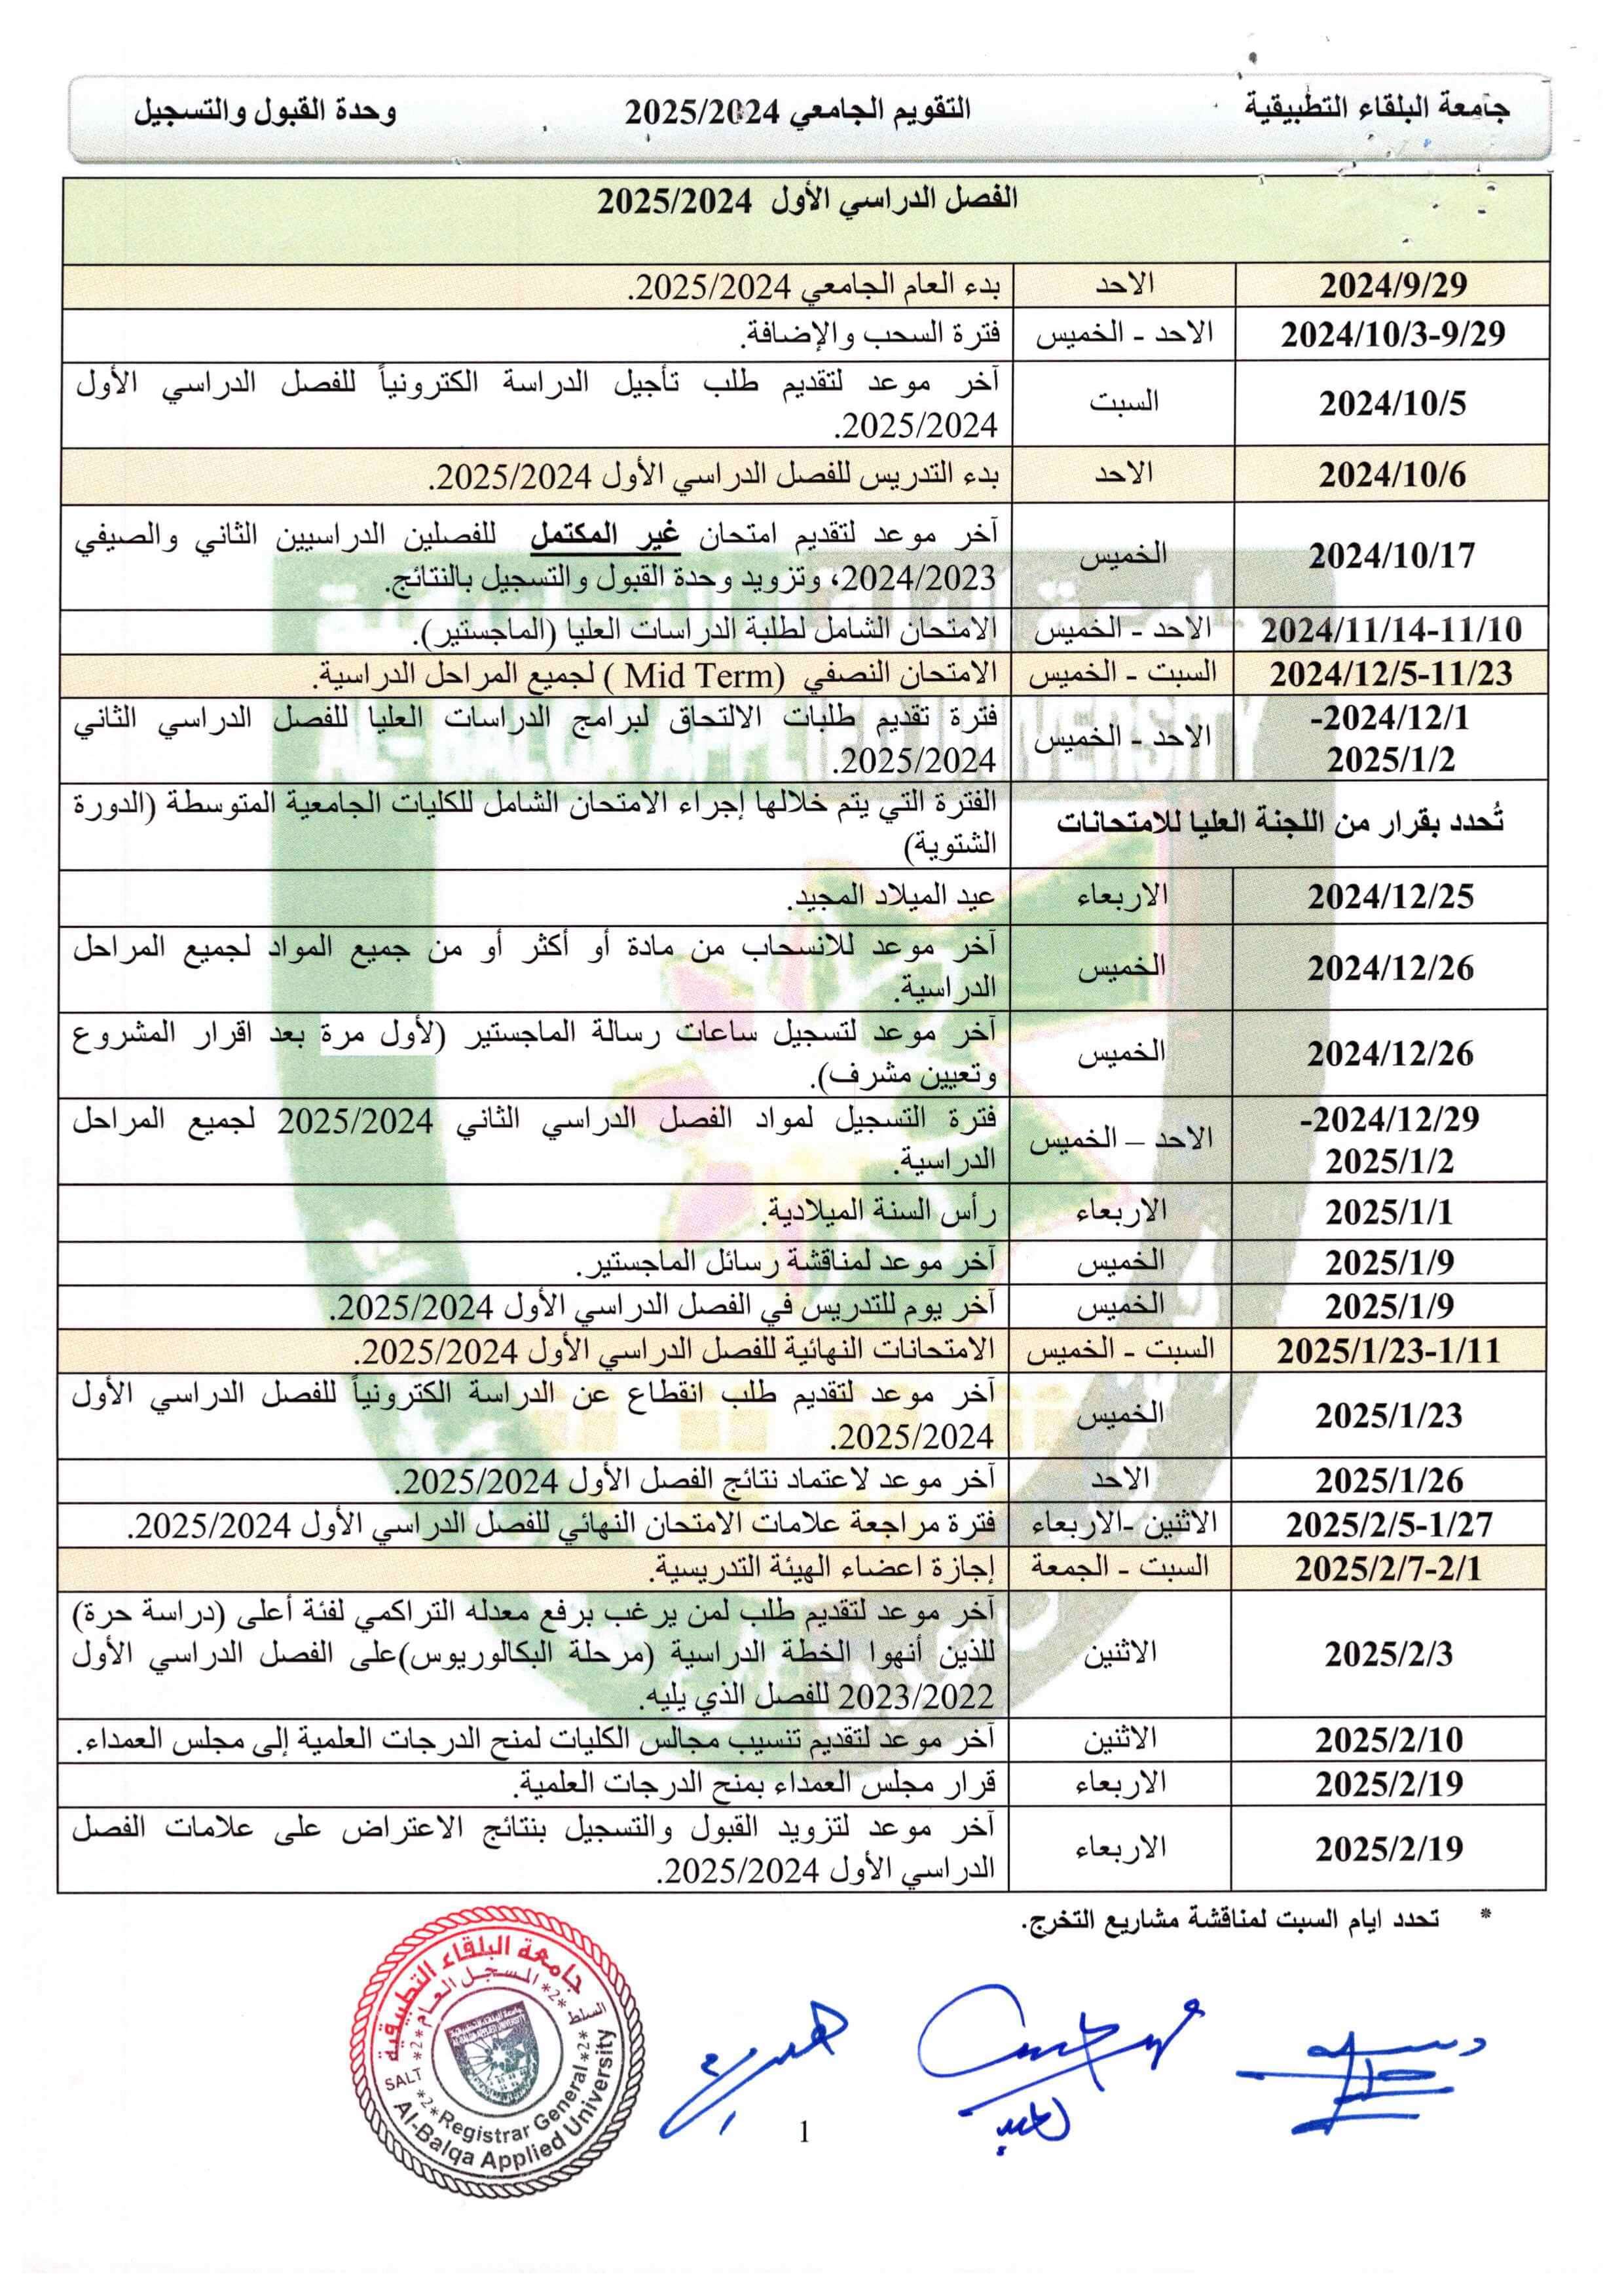 جامعة البلقاء التطبيقية التقويم الجامعي 2025/2024 وحدة القبول والتسجيل
الفصل الدراسي الأول 2025/2024
2024/9/29 الاحد بدء العام الجامعي 2025/2024.
2024/10/3-9/29 الاحد - الخميس فترة السحب والإضافة.
2024/10/5 السبت آخر موعد لتقديم طلب تأجيل الدراسة الكترونياً للفصل الدراسي الأول
2025/2024.
2024/10/6 الاحد بدء التدريس للفصل الدراسي الأول 2025/2024.
2024/10/17 الخميس آخر موعد لتقديم امتحان غير المكتمل للفصلين الدراسيين الثاني والصيفي
2024/2023، وتزويد وحدة القبول والتسجيل بالنتائج.
2024/11/14-11/10 الاحد - الخميس الامتحان الشامل لطلبة الدراسات العليا (الماجستير).
2024/12/5-11/23 السبت - الخميس الامتحان النصفي (Mid Term ) لجميع المراحل الدراسية.
2024/12/1- الاحد - الخميس فترة تقديم طلبات الالتحاق لبرامج الدراسات العليا للفصل الدراسي الثاني
2025/1/2 2025/2024.
تُحدد بقرار من اللجنة العليا للامتحانات الفترة التي يتم خلالها إجراء الامتحان الشامل للكليات الجامعية المتوسطة (الدورة
الشتوية)
2024/12/25 الاربعاء عيد الميلاد المجيد.
2024/12/26 الخميس آخر موعد للانسحاب من مادة أو أكثر أو من جميع المواد لجميع المراحل
الدراسية.
2024/12/26 الخميس آخر موعد لتسجيل ساعات رسالة الماجستير (لأول مرة بعد اقرار المشروع
وتعيين مشرف).
2024/12/29- الاحد – الخميس فترة التسجيل لمواد الفصل الدراسي الثاني 2025/2024 لجميع المراحل
2025/1/2 الدراسية.
2025/1/1 الاربعاء رأس السنة الميلادية.
2025/1/9 الخميس آخر موعد لمناقشة رسائل الماجستير.
2025/1/9 الخميس آخر يوم للتدريس في الفصل الدراسي الأول 2025/2024.
2025/1/23-1/11 السبت - الخميس الامتحانات النهائية للفصل الدراسي الأول 2025/2024.
2025/1/23 الخميس آخر موعد لتقديم طلب انقطاع عن الدراسة الكترونياً للفصل الدراسي الأول
2025/2024.
2025/1/26 الاحد آخر موعد لاعتماد نتائج الفصل الأول 2025/2024.
2025/2/5-1/27 الاثنين -الاربعاء فترة مراجعة علامات الامتحان النهائي للفصل الدراسي الأول 2025/2024.
2025/2/7-2/1 السبت - الجمعة إجازة اعضاء الهيئة التدريسية.
2025/2/3 الاثنين آخر موعد لتقديم طلب لمن يرغب برفع معدله التراكمي لفئة أعلى (دراسة حرة)
للذين أنهوا الخطة الدراسية (مرحلة البكالوريوس)على الفصل الدراسي الأول
2023/2022 للفصل الذي يليه.
2025/2/10 الاثنين آخر موعد لتقديم تنسيب مجالس الكليات لمنح الدرجات العلمية إلى مجلس العمداء.
2025/2/19 الاربعاء قرار مجلس العمداء بمنح الدرجات العلمية.
2025/2/19 الاربعاء آخر موعد لتزويد القبول والتسجيل بنتائج الاعتراض على علامات الفصل
الدراسي الأول 2025/2024.
* تحدد ايام السبت لمناقشة مشاريع التخرج.
جامعة البلقاء التطبيقية
السلط *2* المسجل العام *2*
SALT *2* Registrar General *2*
Al-Balqa Applied University
1